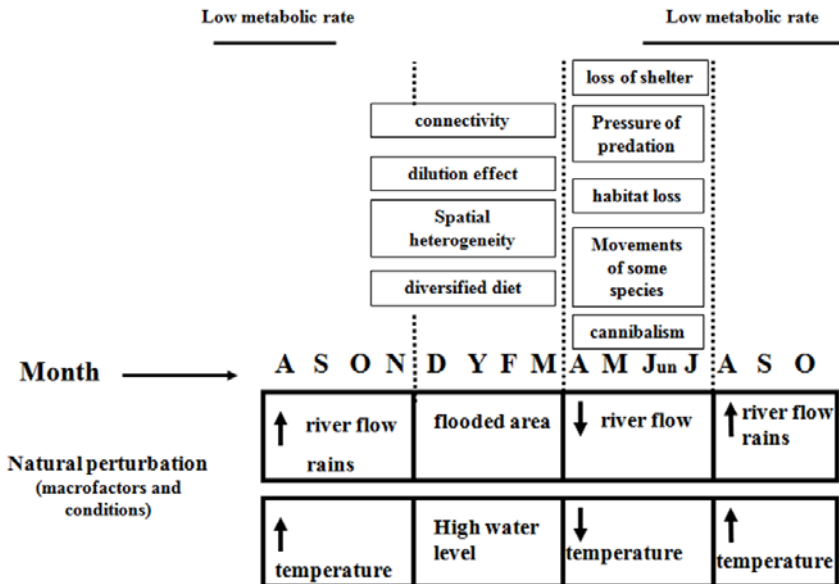 Low metabolic rate
Low metabolic rate
loss of shelter
connectivity
Pressure of
predation
dilution effect
habitat loss
Spatial
heterogeneity
Movements
of some
species
diversified diet
cannibalism
Month
A S O N D Y F M A M Jun J A S O
Natural perturbation
(macrofactors and
conditions)
river flow
rains
flooded area
river flow
river flow
rains
temperature
High water
level
temperature
temperature